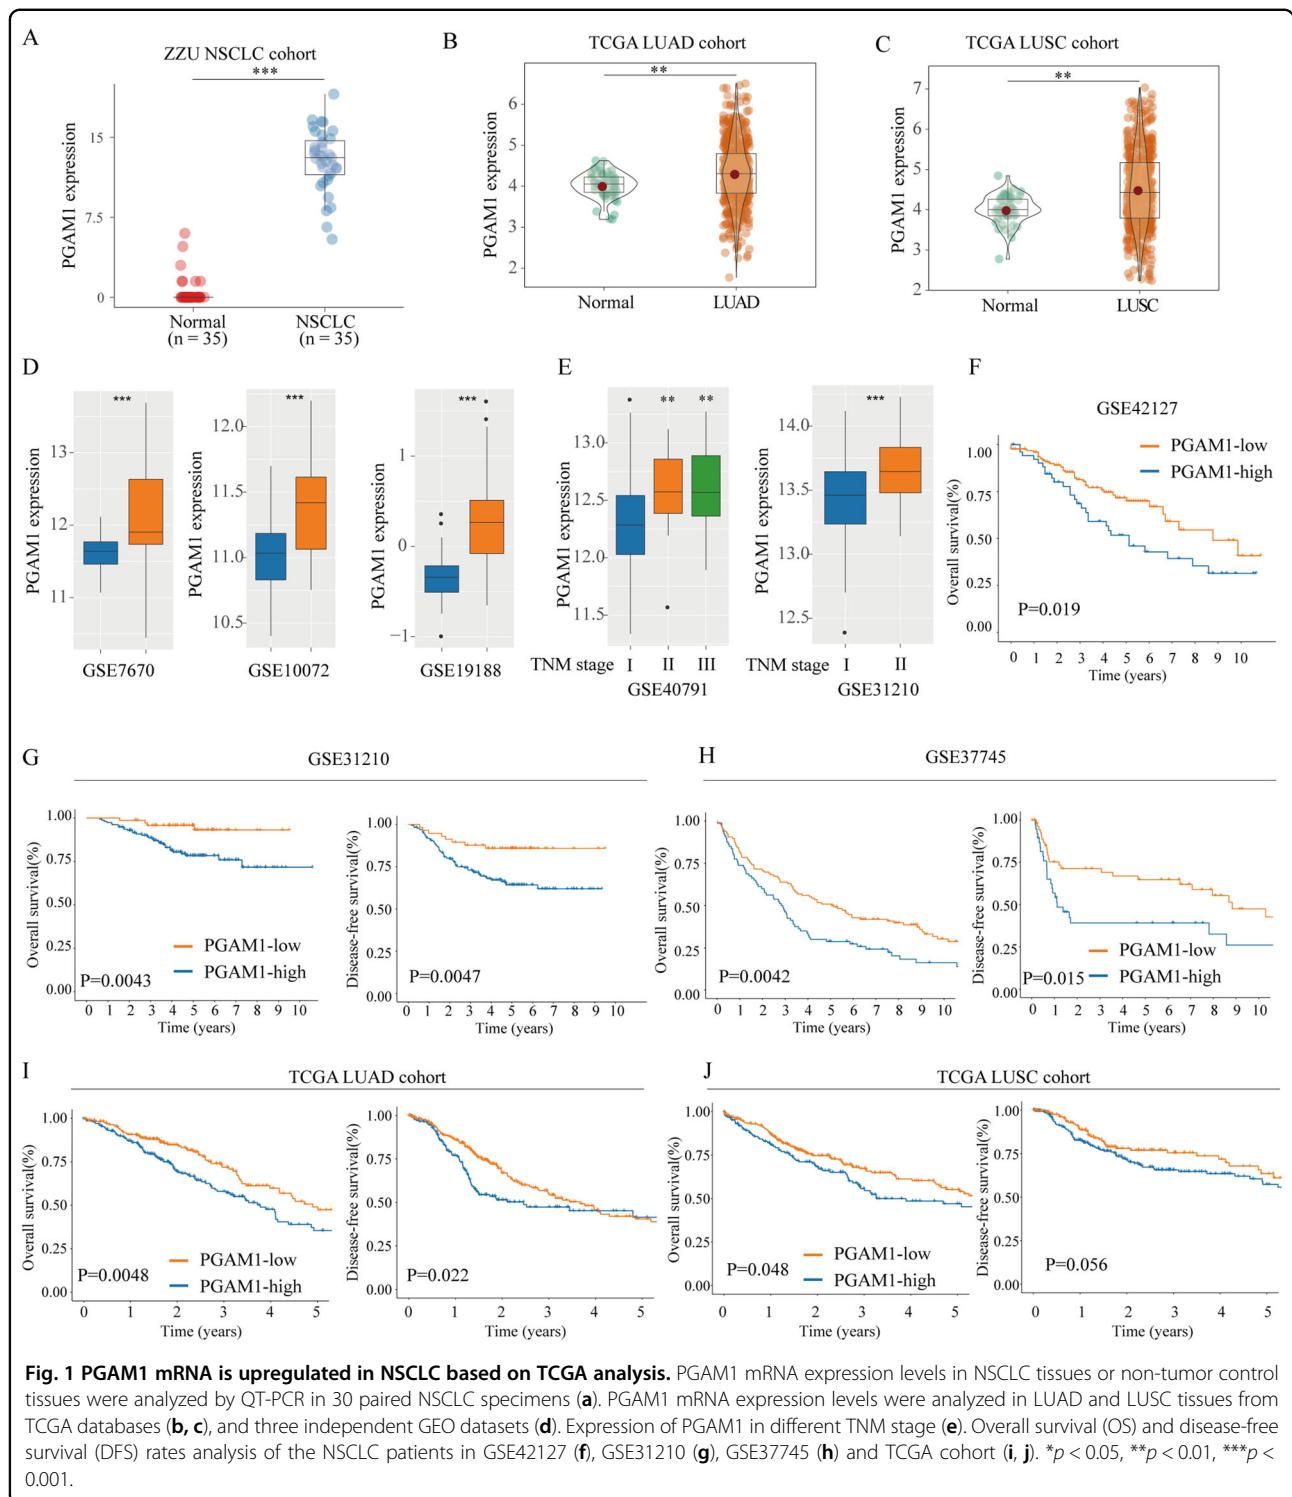 A
ZZU NSCLC cohort
***
PGAM1 expression
15
7.5
0
Normal
(n = 35)
NSCLC
(n = 35)
B
TCGA LUAD cohort
**
PGAM1 expression
6
5
4
3
2
Normal
LUAD
C
TCGA LUSC cohort
**
PGAM1 expression
7
6
5
4
3
2
Normal
LUSC
D
***
PGAM1 expression
13
12
11
GSE7670
***
PGAM1 expression
12.0
11.5
11.0
10.5
GSE10072
***
PGAM1 expression
1
0
−1
GSE19188
E
** **
PGAM1 expression
13.0
12.5
12.0
11.5
TNM stage I II III
GSE40791
***
PGAM1 expression
14.0
13.5
13.0
12.5
TNM stage I II
GSE31210
F
GSE42127
PGAM1-low
PGAM1-high
Overall survival(%)
1.00
0.75
0.50
0.25
0.00
P=0.019
0 1 2 3 4 5 6 7 8 9 10
Time (years)
G
GSE31210
Overall survival(%)
1.00
0.75
0.50
0.25
0.00
PGAM1-low
PGAM1-high
P=0.0043
0 1 2 3 4 5 6 7 8 9 10
Time (years)
Disease-free survival(%)
1.00
0.75
0.50
0.25
0.00
P=0.0047
0 1 2 3 4 5 6 7 8 9 10
Time (years)
H
GSE37745
Overall survival(%)
1.00
0.75
0.50
0.25
0.00
P=0.0042
0 1 2 3 4 5 6 7 8 9 10
Time (years)
Disease-free survival(%)
1.00
0.75
0.50
0.25
0.00
PGAM1-low
PGAM1-high
P=0.015
0 1 2 3 4 5 6 7 8 9 10
Time (years)
I
TCGA LUAD cohort
Overall survival(%)
1.00
0.75
0.50
0.25
0.00
PGAM1-low
PGAM1-high
P=0.0048
0 1 2 3 4 5
Time (years)
Disease-free survival(%)
1.00
0.75
0.50
0.25
0.00
P=0.022
0 1 2 3 4 5
Time (years)
J
TCGA LUSC cohort
Overall survival(%)
1.00
0.75
0.50
0.25
0.00
PGAM1-low
PGAM1-high
P=0.048
0 1 2 3 4 5
Time (years)
Disease-free survival(%)
1.00
0.75
0.50
0.25
0.00
P=0.056
0 1 2 3 4 5
Time (years)
Fig. 1 PGAM1 mRNA is upregulated in NSCLC based on TCGA analysis. PGAM1 mRNA expression levels in NSCLC tissues or non-tumor control
tissues were analyzed by QT-PCR in 30 paired NSCLC specimens (a). PGAM1 mRNA expression levels were analyzed in LUAD and LUSC tissues from
TCGA databases (b, c), and three independent GEO datasets (d). Expression of PGAM1 in different TNM stage (e). Overall survival (OS) and disease-free
survival (DFS) rates analysis of the NSCLC patients in GSE42127 (f), GSE31210 (g), GSE37745 (h) and TCGA cohort (i, j). *p < 0.05, **p < 0.01, ***p <
0.001.